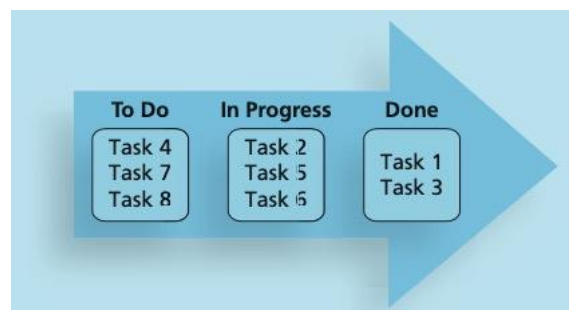 To Do
Task 4
Task 7
Task 8
In Progress
Task 2
Task 5
Task 6
Done
Task 1
Task 3